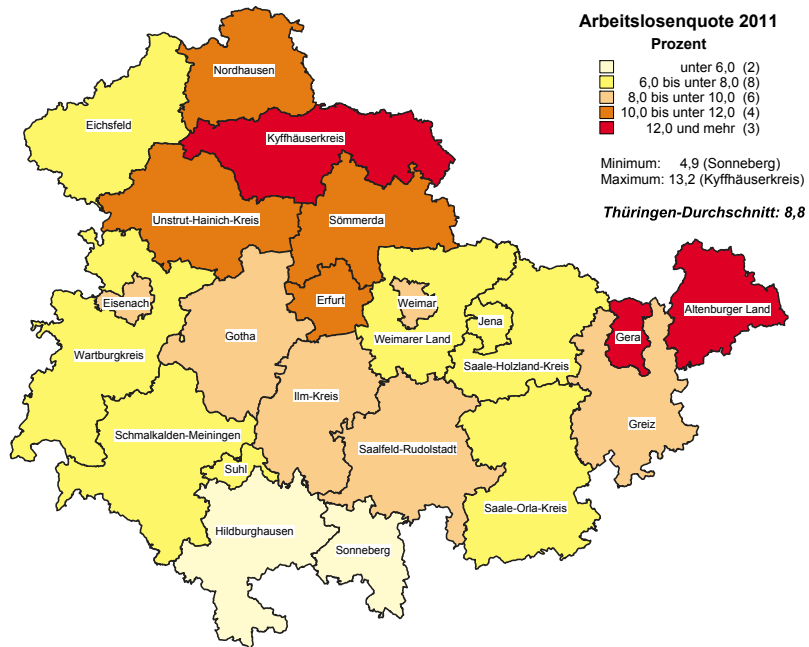 Arbeitslosenquote 2011
Prozent
unter 6,0 (2)
6,0 bis unter 8,0 (8)
8,0 bis unter 10,0 (6)
10,0 bis unter 12,0 (4)
12,0 und mehr (3)
Minimum: 4,9 (Sonneberg)
Maximum: 13,2 (Kyffhäuserkreis)
Thüringen-Durchschnitt: 8,8
Nordhausen
Eichsfeld
Kyffhäuserkreis
Unstrut-Hainich-Kreis
Sömmerda
Eisenach
Erfurt
Weimar
Jena
Gera
Altenburger Land
Gotha
Weimarer Land
Wartburgkreis
Saale-Holzland-Kreis
Ilm-Kreis
Greiz
Schmalkalden-Meiningen
Saalfeld-Rudolstadt
Suhl
Saale-Orla-Kreis
Hildburghausen
Sonneberg